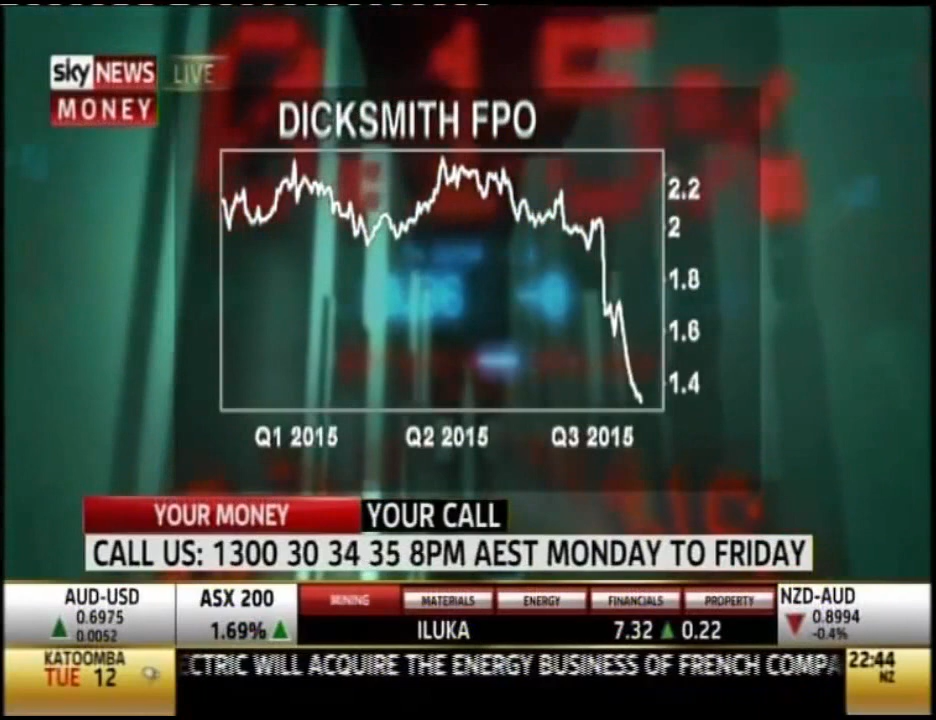 sky NEWS LIVE
MONEY
DICKSMITH FPO
2.2
2
1.8
1.6
1.4
Q1 2015 Q2 2015 Q3 2015
YOUR MONEY YOUR CALL
CALL US: 1300 30 34 35 8PM AEST MONDAY TO FRIDAY
AUD-USD
0.6975
0.0052
ASX 200
1.69%
MINING MATERIALS ENERGY FINANCIALS PROPERTY
ILUKA 7.32 0.22
NZD-AUD
0.8994
-0.4%
KATOOMBA
TUE 12
ECTRIC WILL ACQUIRE THE ENERGY BUSINESS OF FRENCH COMPA
22:44
NZ